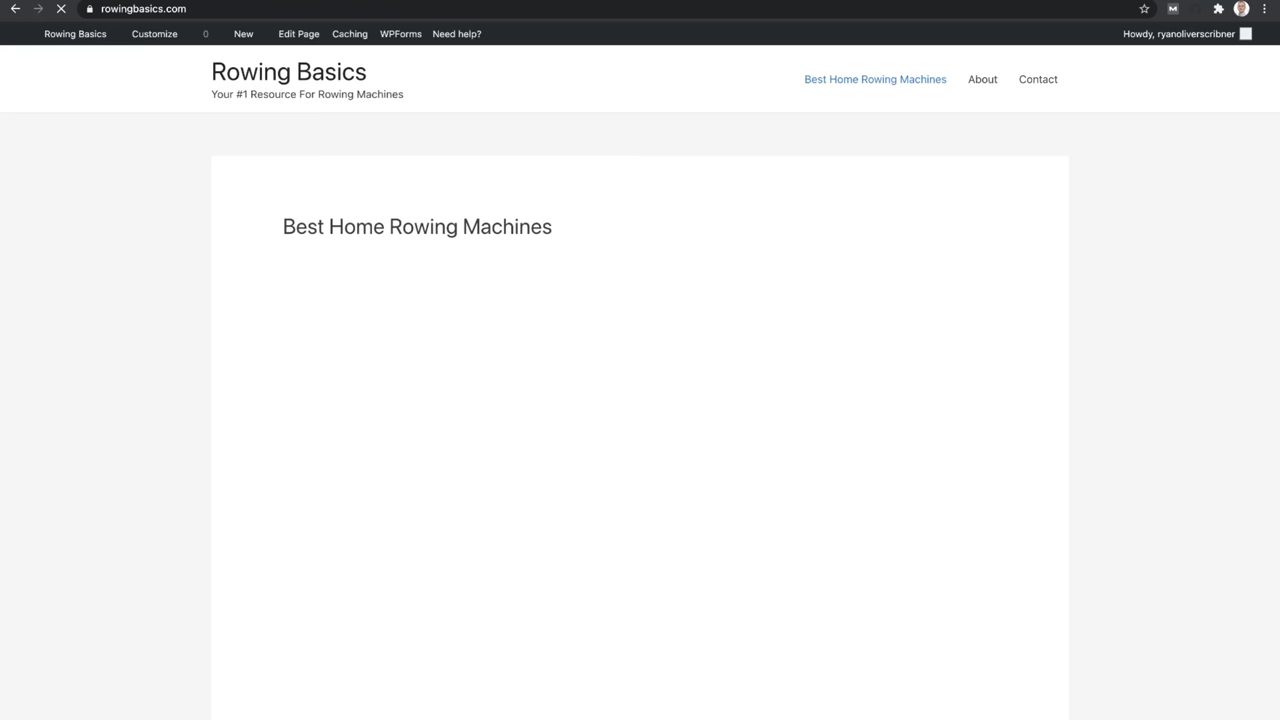 rowingbasics.com
Rowing Basics Customize 0 New Edit Page Caching WPForms Need help? Howdy, ryanoliverscribner
Rowing Basics
Your #1 Resource For Rowing Machines
Best Home Rowing Machines About Contact
Best Home Rowing Machines